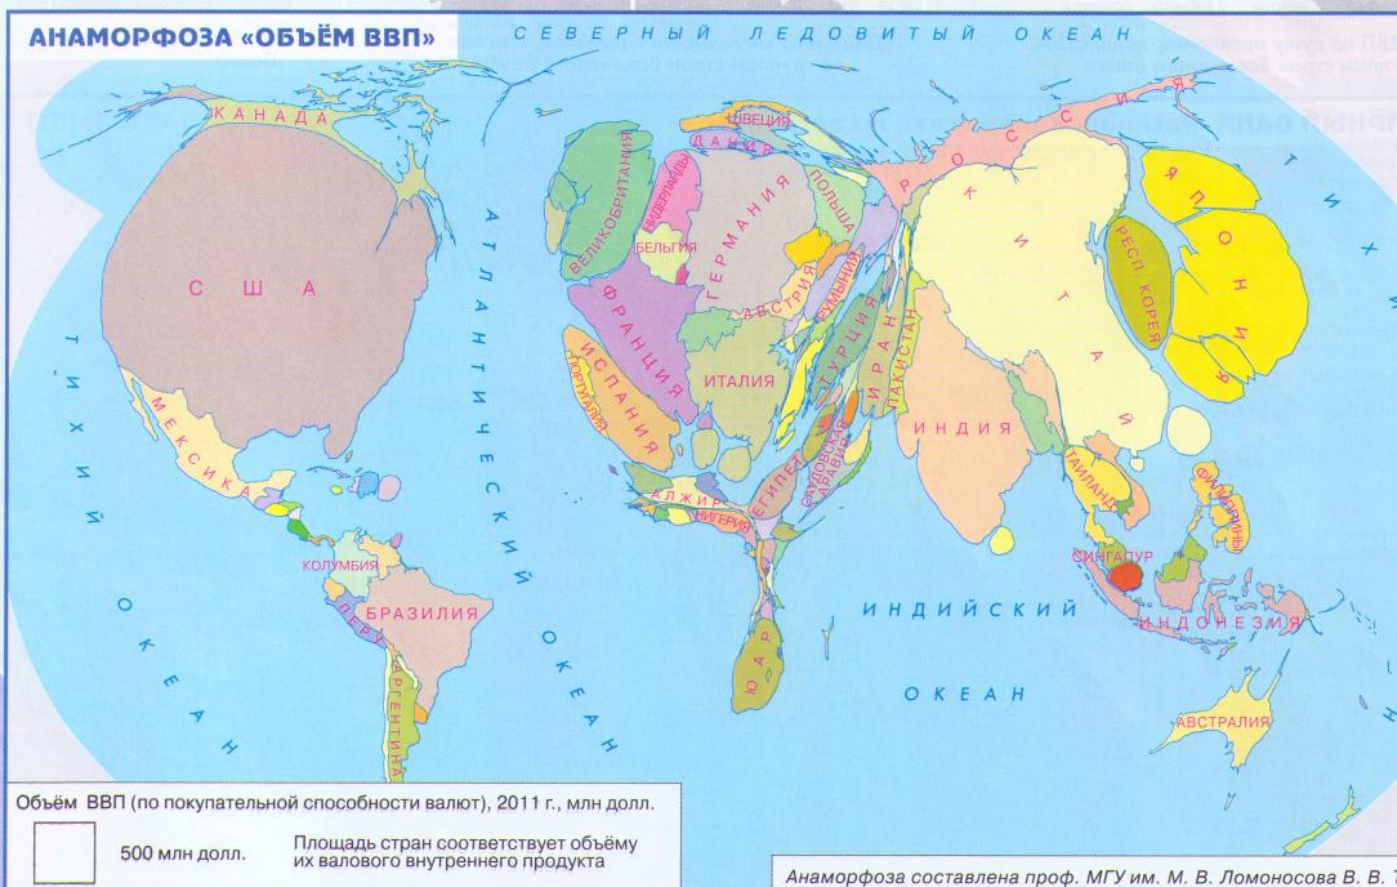 АНАМОРФОЗА «ОБЪЁМ ВВП»
СЕВЕРНЫЙ ЛЕДОВИТЫЙ ОКЕАН
КАНАДА
США
МЕКСИКА
ТИХИЙ
ОКЕАН
АТЛАНТИЧЕСКИЙ
ОКЕАН
КОЛУМБИЯ
БРАЗИЛИЯ
ПЕРУ
АРГЕНТИНА
ШВЕЦИЯ
ДАНИЯ
ВЕЛИКОБРИТАНИЯ
НИДЕРЛАНДЫ
БЕЛЬГИЯ
ГЕРМАНИЯ
ПОЛЬША
АВСТРИЯ
РУМЫНИЯ
ФРАНЦИЯ
ИСПАНИЯ
ПОРТУГАЛИЯ
ИТАЛИЯ
ТУРЦИЯ
ИРАН
ПАКИСТАН
САУДОВСКАЯ
АРАВИЯ
ЕГИПЕТ
АЛЖИР
НИГЕРИЯ
ЮАР
РОССИЯ
КИТАЙ
РЕСП. КОРЕЯ
ЯПОНИЯ
ИНДИЯ
ТАИЛАНД
ФИЛИППИНЫ
СИНГАПУР
ИНДОНЕЗИЯ
ИНДИЙСКИЙ
ОКЕАН
АВСТРАЛИЯ
ТИХИ
Объём ВВП (по покупательной способности валют), 2011 г., млн долл.
500 млн долл.
Площадь стран соответствует объёму
их валового внутреннего продукта
Анаморфоза составлена проф. МГУ им. М. В. Ломоносова В. В.